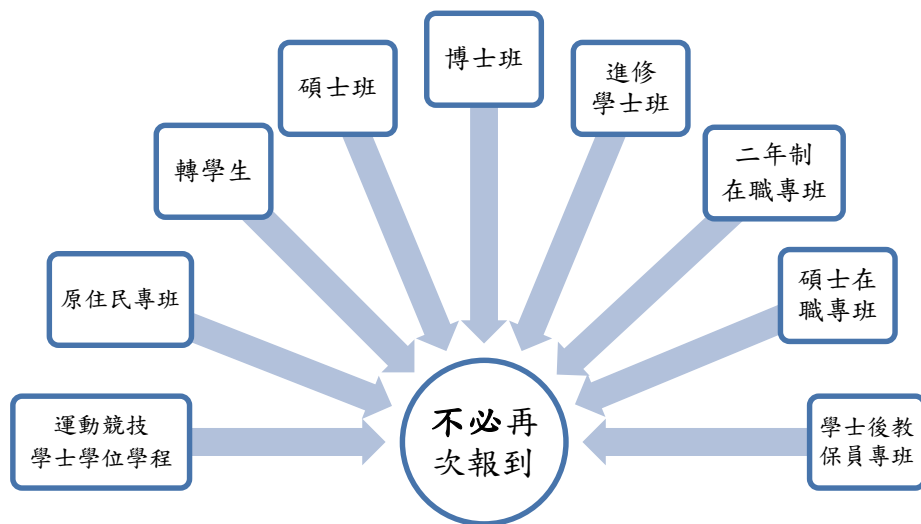 博士班
碩士班
進修
學士班
轉學生
二年制
在職專班
原住民專班
碩士在
職專班
運動競技
學士學位學程
不必再
次報到
學士後教
保員專班